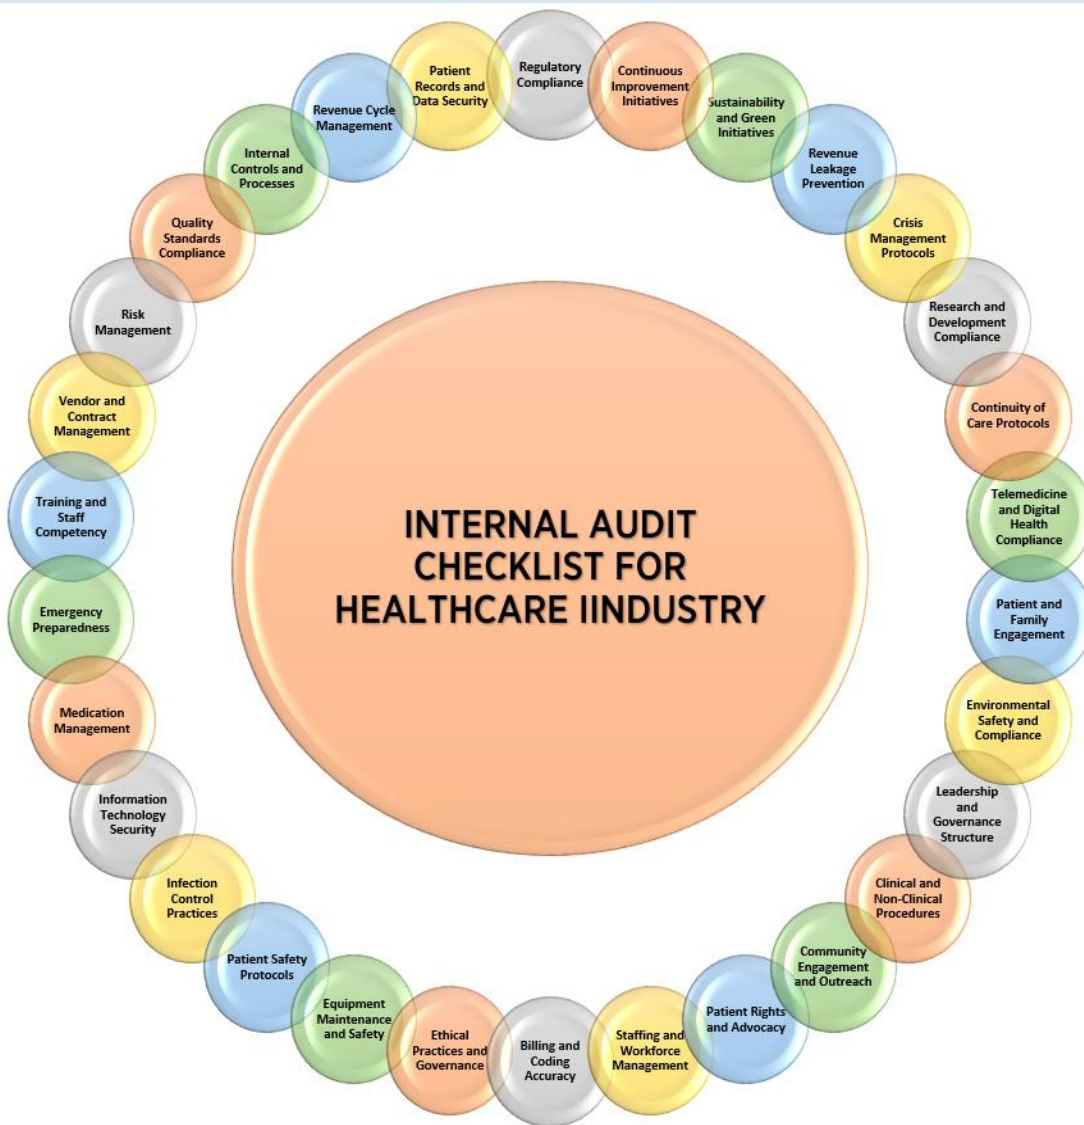 Regulatory
Compliance
Continuous
Improvement
Initiatives
Sustainability
and Green
Initiatives
Revenue
Leakage
Prevention
Crisis
Management
Protocols
Research and
Development
Compliance
Continuity of
Care Protocols
Telemedicine
and Digital
Health
Compliance
Patient and
Family
Engagement
Environmental
Safety and
Compliance
Leadership
and
Governance
Structure
Clinical and
Non-Clinical
Procedures
Community
Engagement
and Outreach
Patient Rights
and Advocacy
Staffing and
Workforce
Management
Billing and
Coding
Accuracy
Ethical
Practices and
Governance
Equipment
Maintenance
and Safety
Patient Safety
Protocols
Infection
Control
Practices
Information
Technology
Security
Medication
Management
Emergency
Preparedness
Training and
Staff
Competency
Vendor and
Contract
Management
Risk
Management
Quality
Standards
Compliance
Internal
Controls and
Processes
Revenue Cycle
Management
Patient
Records and
Data Security
INTERNAL AUDIT
CHECKLIST FOR
HEALTHCARE IINDUSTRY